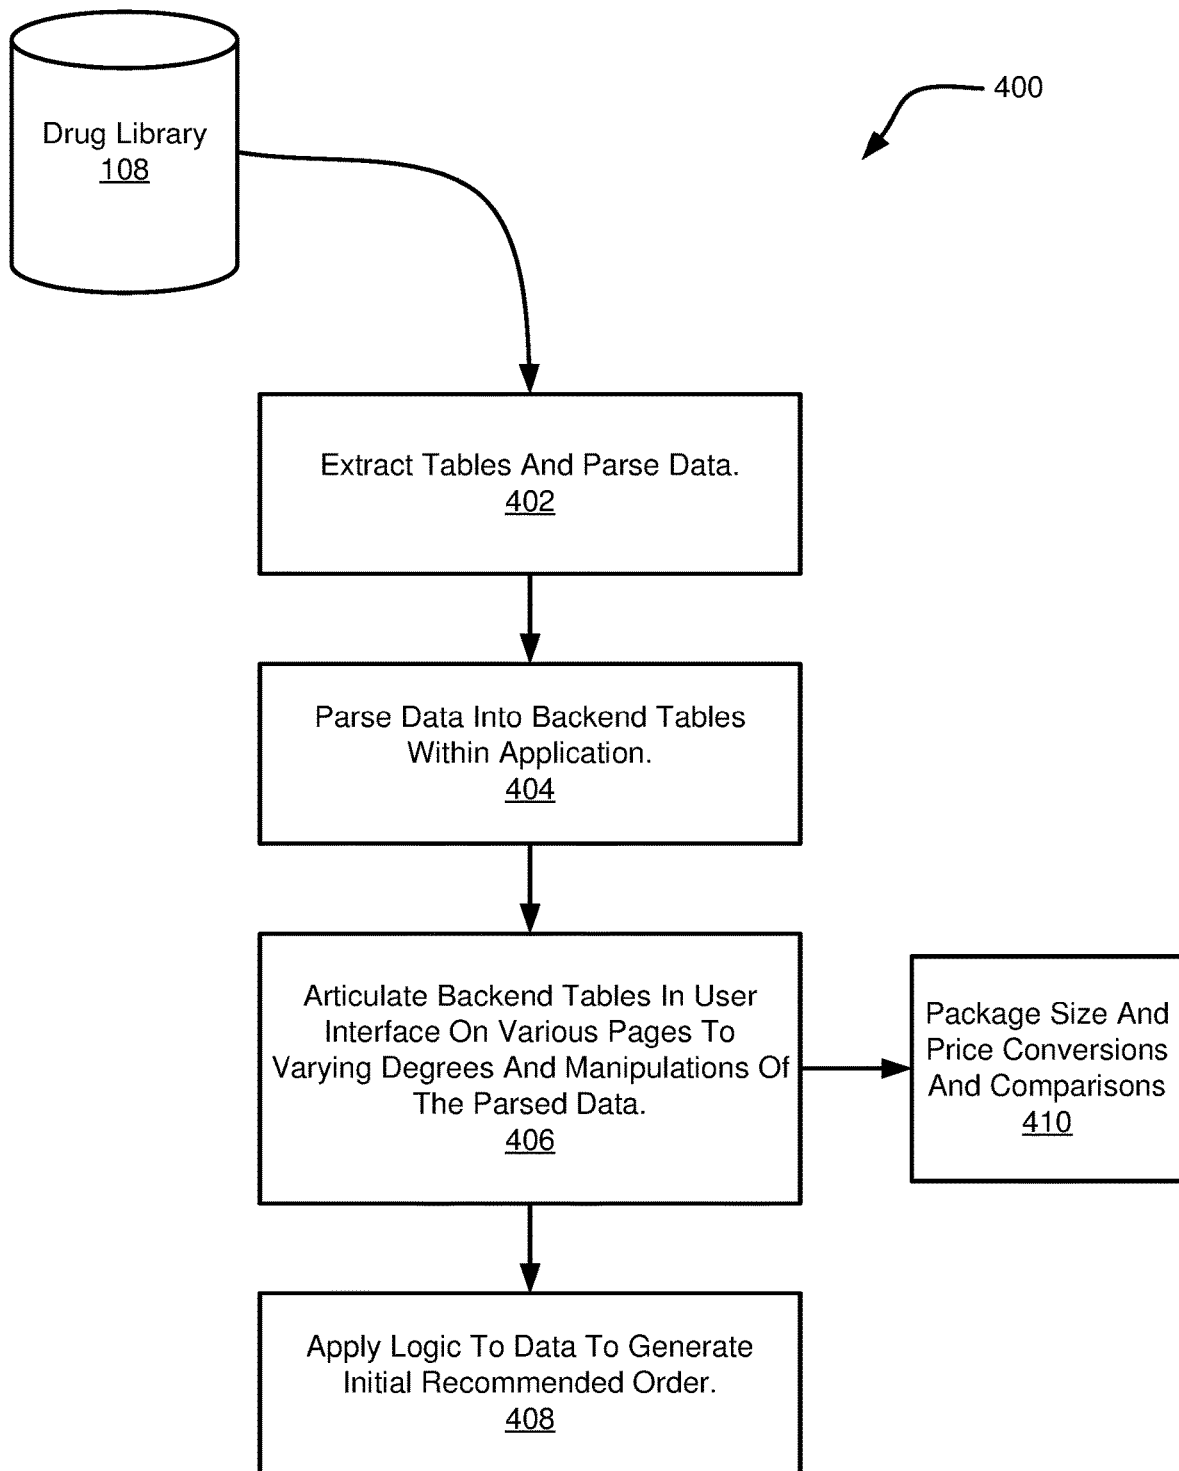 Drug Library
108
400
Extract Tables And Parse Data.
402
Parse Data Into Backend Tables
Within Application.
404
Articulate Backend Tables In User
Interface On Various Pages To
Varying Degrees And Manipulations Of
The Parsed Data.
406
Package Size And
Price Conversions
And Comparisons
410
Apply Logic To Data To Generate
Initial Recommended Order.
408